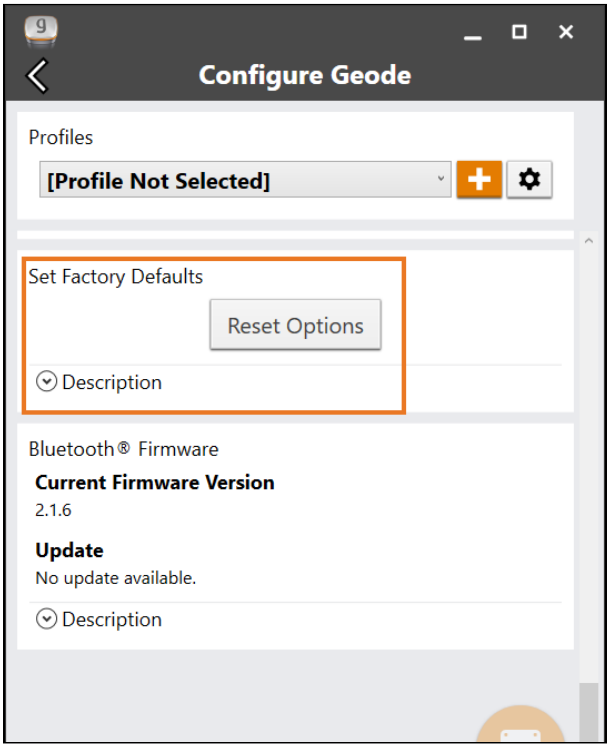 g
Configure Geode
Profiles
[Profile Not Selected]
Set Factory Defaults
Reset Options
Description
Bluetooth® Firmware
Current Firmware Version
2.1.6
Update
No update available.
Description